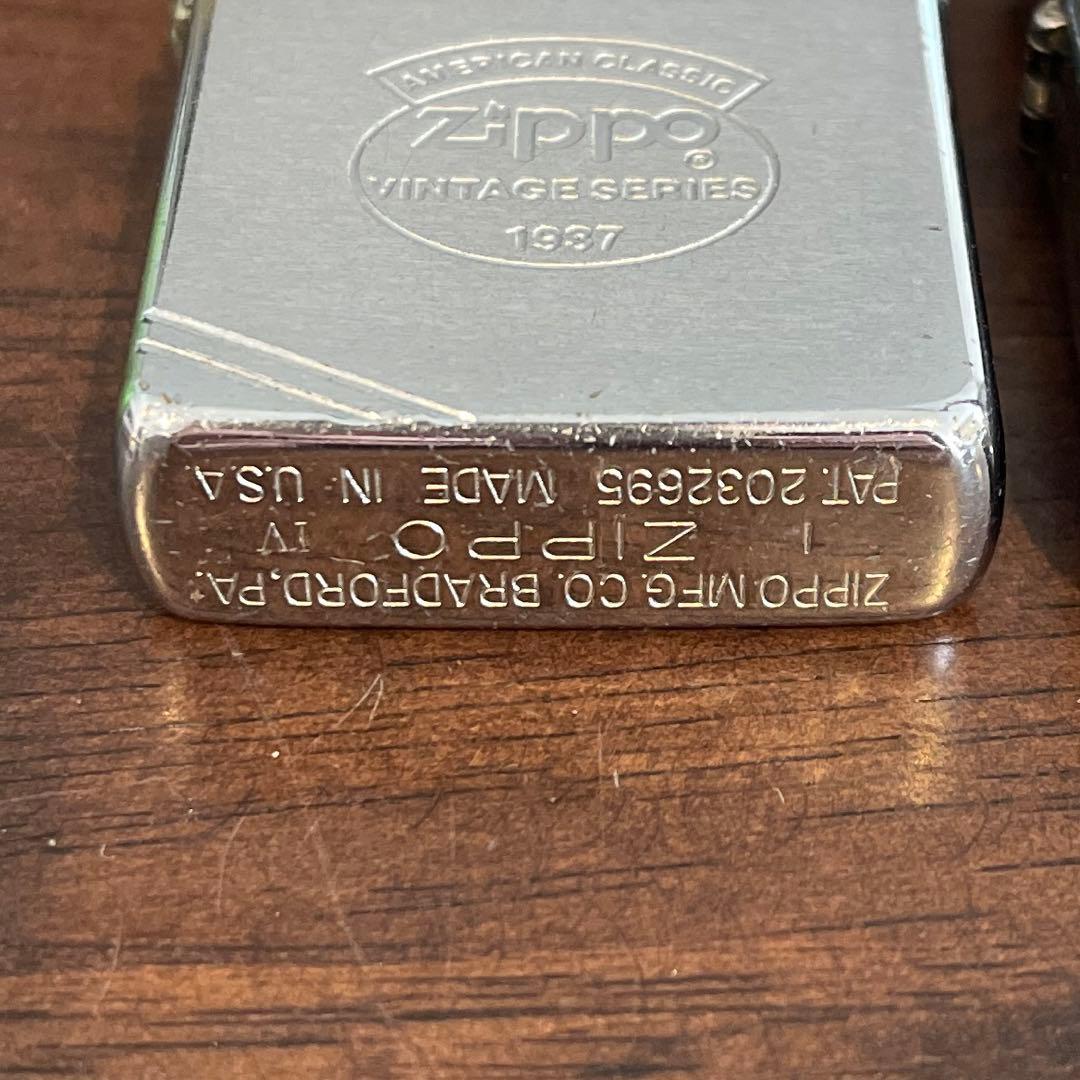 AMERICAN CLASSIC
Zippo®
VINTAGE SERIES
1937
ZIPPO MFG. CO. BRADFORD, PA.
I ZIPPO IV
PAT. 2032695 MADE IN U.S.A.